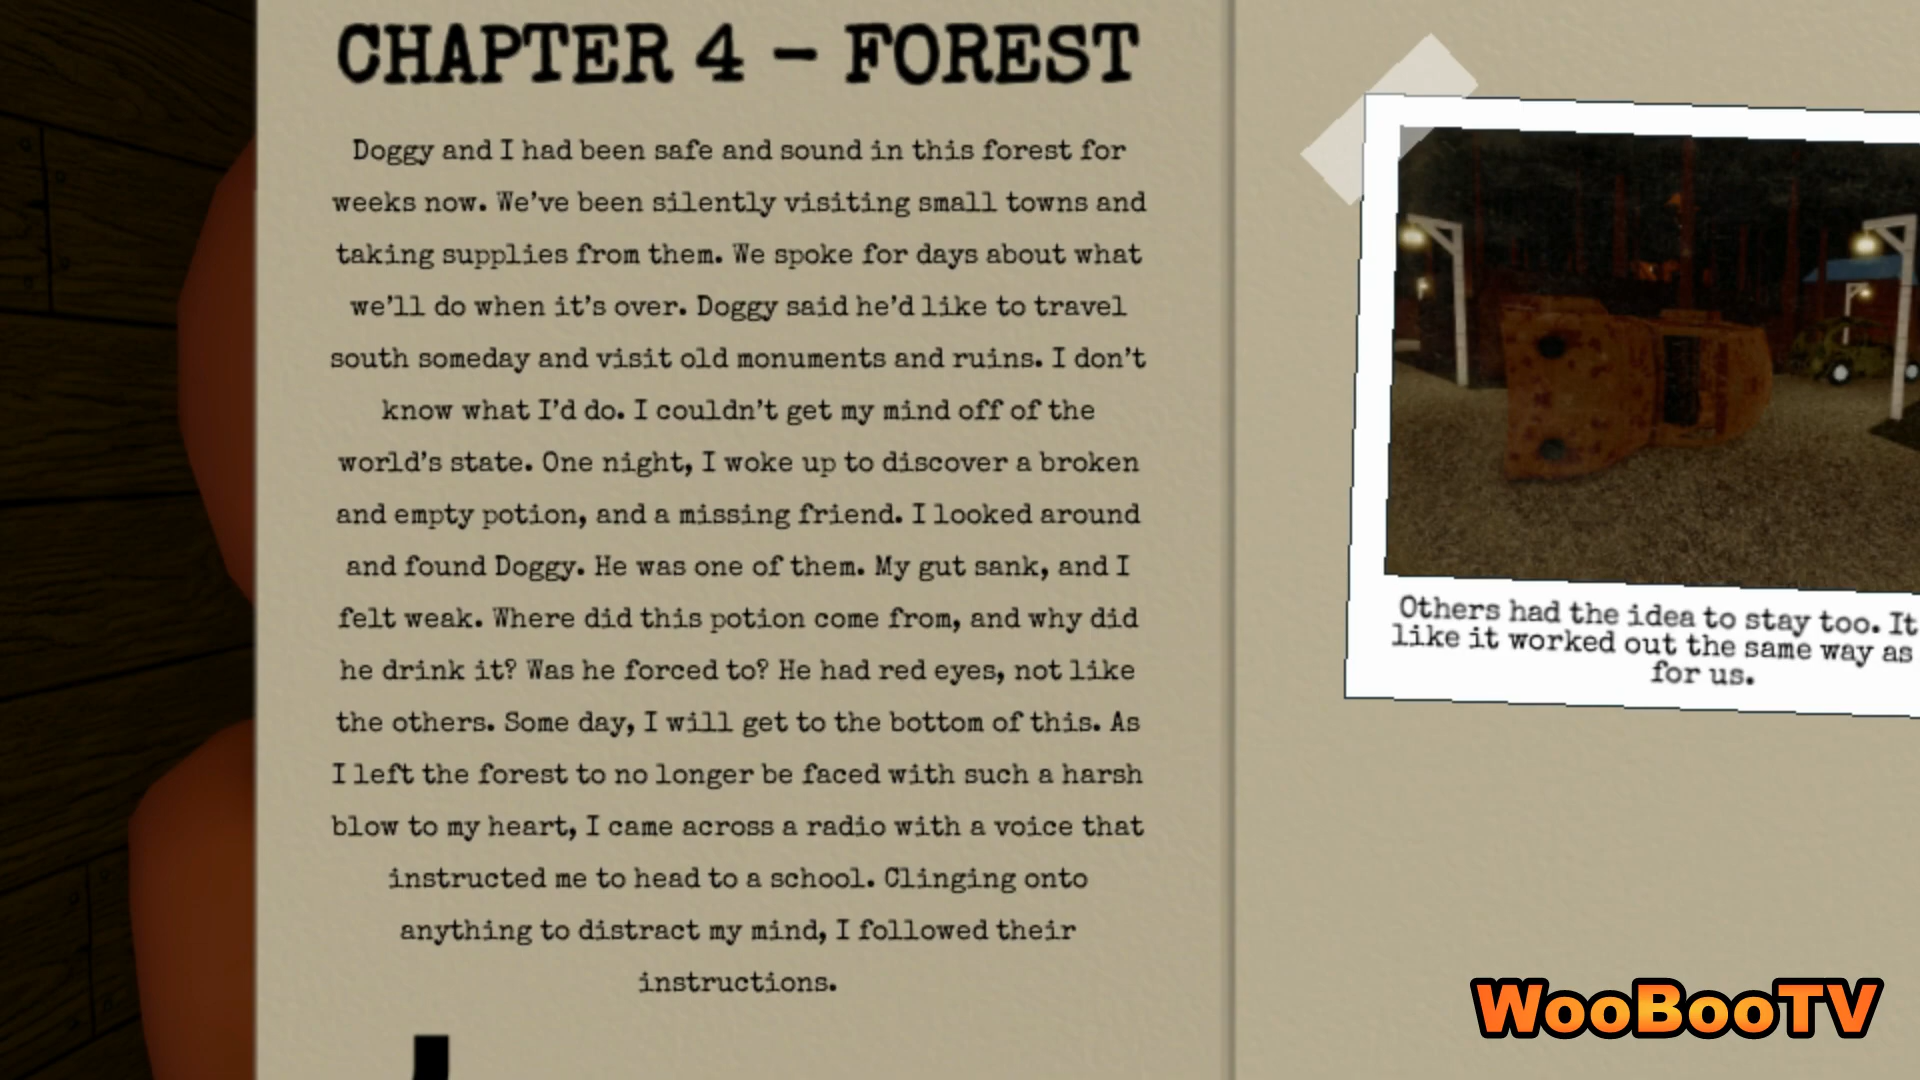 CHAPTER 4 - FOREST
Doggy and I had been safe and sound in this forest for
weeks now. We've been silently visiting small towns and
taking supplies from them. We spoke for days about what
we'll do when it's over. Doggy said he'd like to travel
south someday and visit old monuments and ruins. I don't
know what I'd do. I couldn't get my mind off of the
world's state. One night, I woke up to discover a broken
and empty potion, and a missing friend. I looked around
and found Doggy. He was one of them. My gut sank, and I
felt weak. Where did this potion come from, and why did
he drink it? Was he forced to? He had red eyes, not like
the others. Some day, I will get to the bottom of this. As
I left the forest to no longer be faced with such a harsh
blow to my heart, I came across a radio with a voice that
instructed me to head to a school. Clinging onto
anything to distract my mind, I followed their
instructions.
Others had the idea to stay too. It
like it worked out the same way as
for us.
WooBooTV